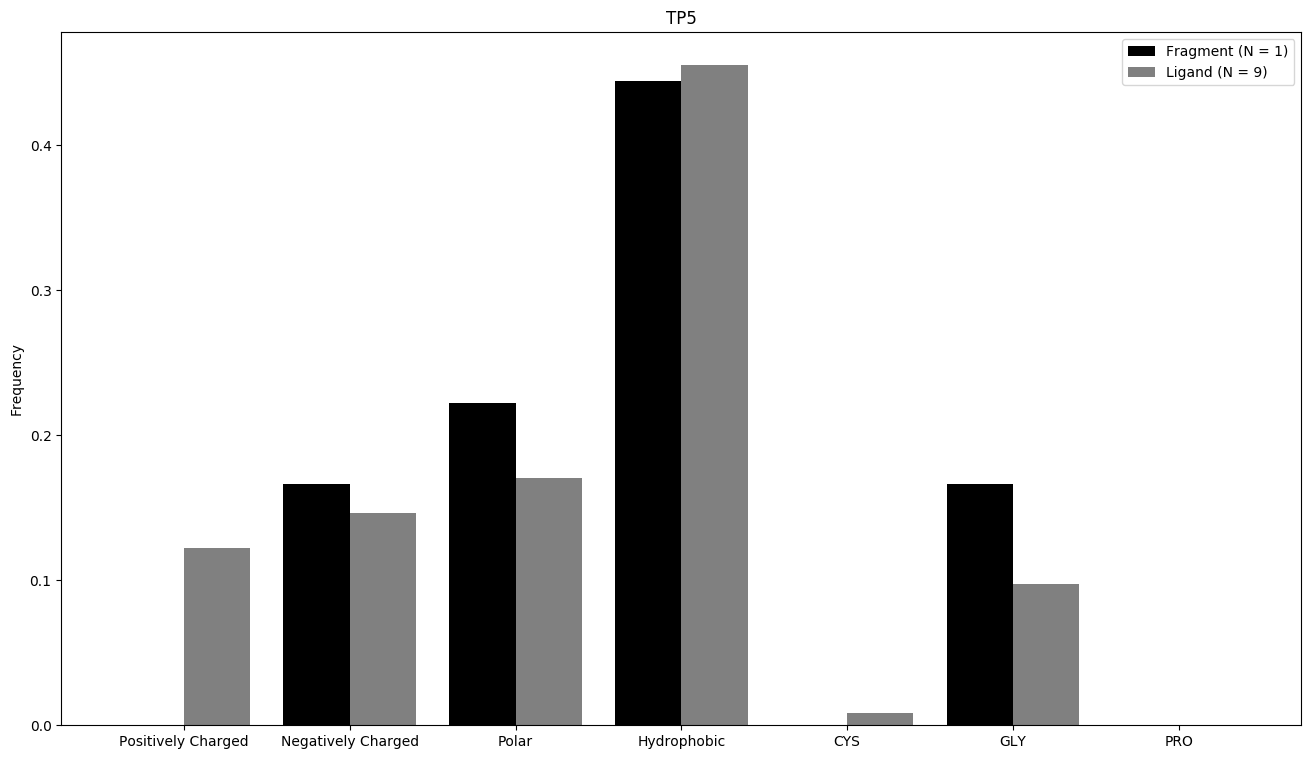 TP5
Fragment (N = 1)
Ligand (N = 9)
Frequency
0.4
0.3
0.2
0.1
0.0
Positively Charged Negatively Charged Polar Hydrophobic CYS GLY PRO